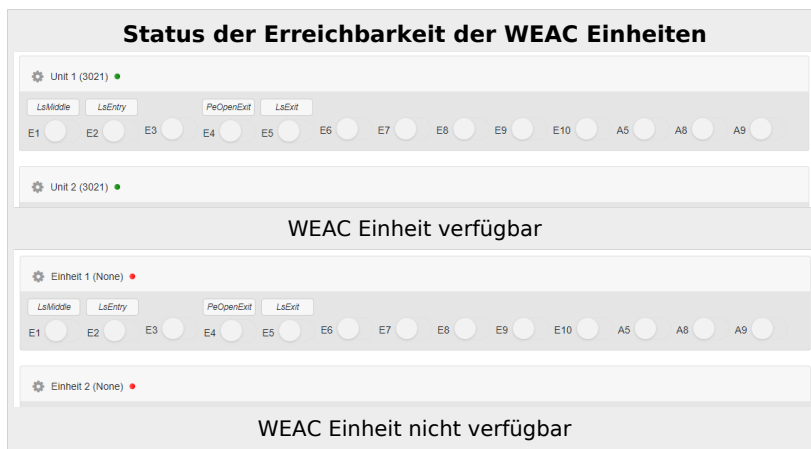 Status der Erreichbarkeit der WEAC Einheiten
Unit 1 (3021)
LsMiddle LsEntry PeOpenExit LsExit
E1 E2 E3 E4 E5 E6 E7 E8 E9 E10 A5 A8 A9
Unit 2 (3021)
WEAC Einheit verfügbar
Einheit 1 (None)
LsMiddle LsEntry PeOpenExit LsExit
E1 E2 E3 E4 E5 E6 E7 E8 E9 E10 A5 A8 A9
Einheit 2 (None)
WEAC Einheit nicht verfügbar